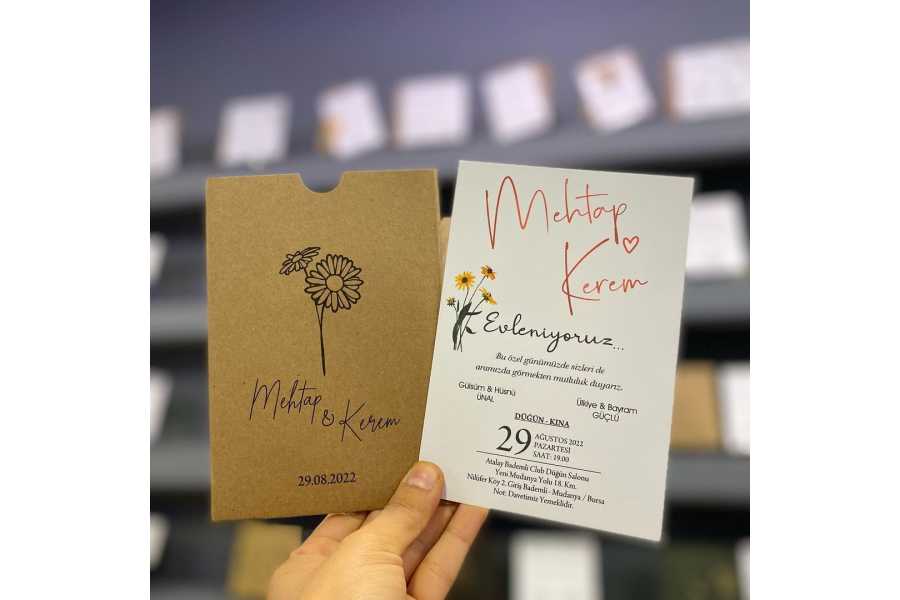 Mehtap
& Kerem
29.08.2022
Mehtap
Kerem
Evleniyoruz...
Bu özel günümüzde sizleri de
aramızda görmekten mutluluk duyarız.
Gülsüm & Hüsnü
ÜNAL
Ülkiye & Bayram
GÜÇLÜ
DÜĞÜN - KINA
29
AĞUSTOS 2022
PAZARTESİ
SAAT: 19:00
Atalay Bademli Club Düğün Salonu
Yeni Mudanya Yolu 18. Km.
Nilüfer Köy 2. Giriş Bademli - Mudanya / Bursa
Not: Davetimiz Yemeklidir.